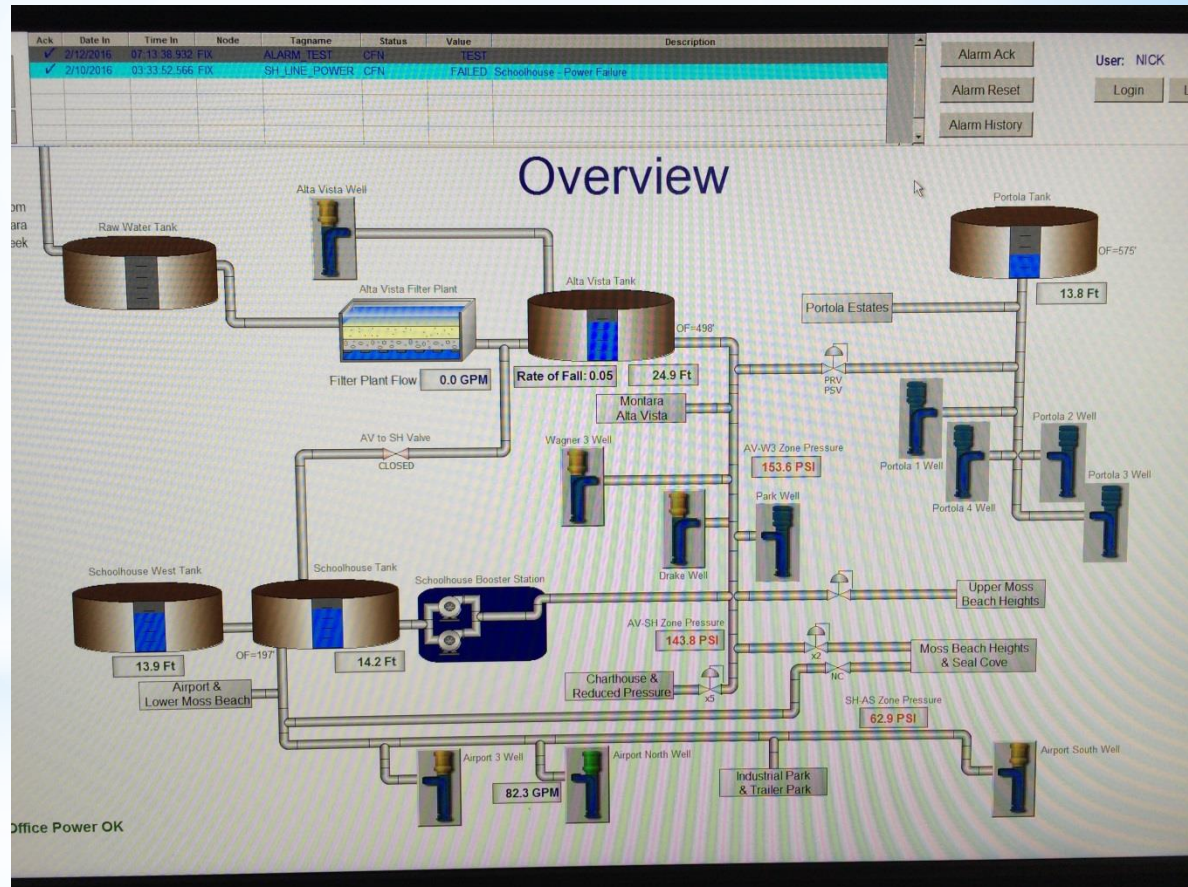 Ack Date In Time In Node Tagname Status Value Description
2/12/2016 07:13:38.932 FIX ALARM_TEST CFN TEST
2/10/2016 03:33:52.566 FIX SH_LINE_POWER CFN FAILED Schoolhouse - Power Failure
Alarm Ack
User: NICK
Alarm Reset
Login
Alarm History
Overview
Alta Vista Well
Portola Tank
Raw Water Tank
OF=575'
Alta Vista Filter Plant
Alta Vista Tank
13.8 Ft
Portola Estates
OF=498'
Filter Plant Flow 0.0 GPM
Rate of Fall: 0.05
24.9 Ft
PRV
PSV
Montara
Alta Vista
AV to SH Valve
CLOSED
Wagner 3 Well
AV-W3 Zone Pressure
153.6 PSI
Portola 1 Well
Portola 2 Well
Portola 3 Well
Portola 4 Well
Park Well
Drake Well
Schoolhouse West Tank
Schoolhouse Tank
Schoolhouse Booster Station
Upper Moss
Beach Heights
AV-SH Zone Pressure
143.8 PSI
13.9 Ft
OF=197'
14.2 Ft
x2
Moss Beach Heights
& Seal Cove
NC
Airport &
Lower Moss Beach
Charthouse &
Reduced Pressure
x5
SH-AS Zone Pressure
62.9 PSI
Airport 3 Well
Airport North Well
82.3 GPM
Industrial Park
& Trailer Park
Airport South Well
Office Power OK